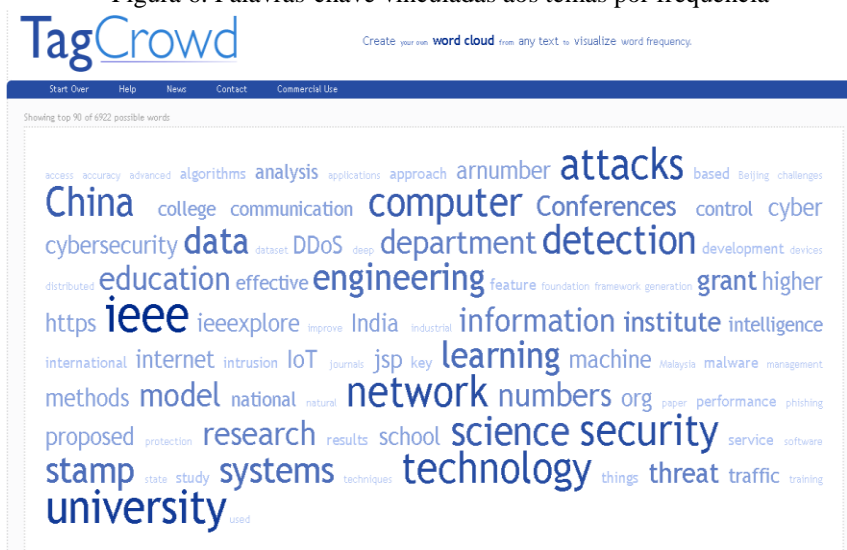 Figura 6. Palavras-chave vinculadas aos temas por frequência
TagCrowd
Create your own word cloud from any text to visualize word frequency.
Start Over Help News Contact Commercial Use
Showing top 90 of 6922 possible words
access accuracy advanced algorithms analysis applications approach arnumber attacks based Beijing challenges
China college communication computer Conferences control cyber
cybersecurity data dataset DDoS deep department detection development devices
distributed education effective engineering feature foundation framework generation grant higher
https ieee ieeexplore improve India industrial information institute intelligence
international internet intrusion IoT journals jsp key learning machine Malaysia malware management
methods model national natural network numbers org paper performance phishing
proposed protection research results school science security service software
stamp state study systems techniques technology things threat traffic training
university used